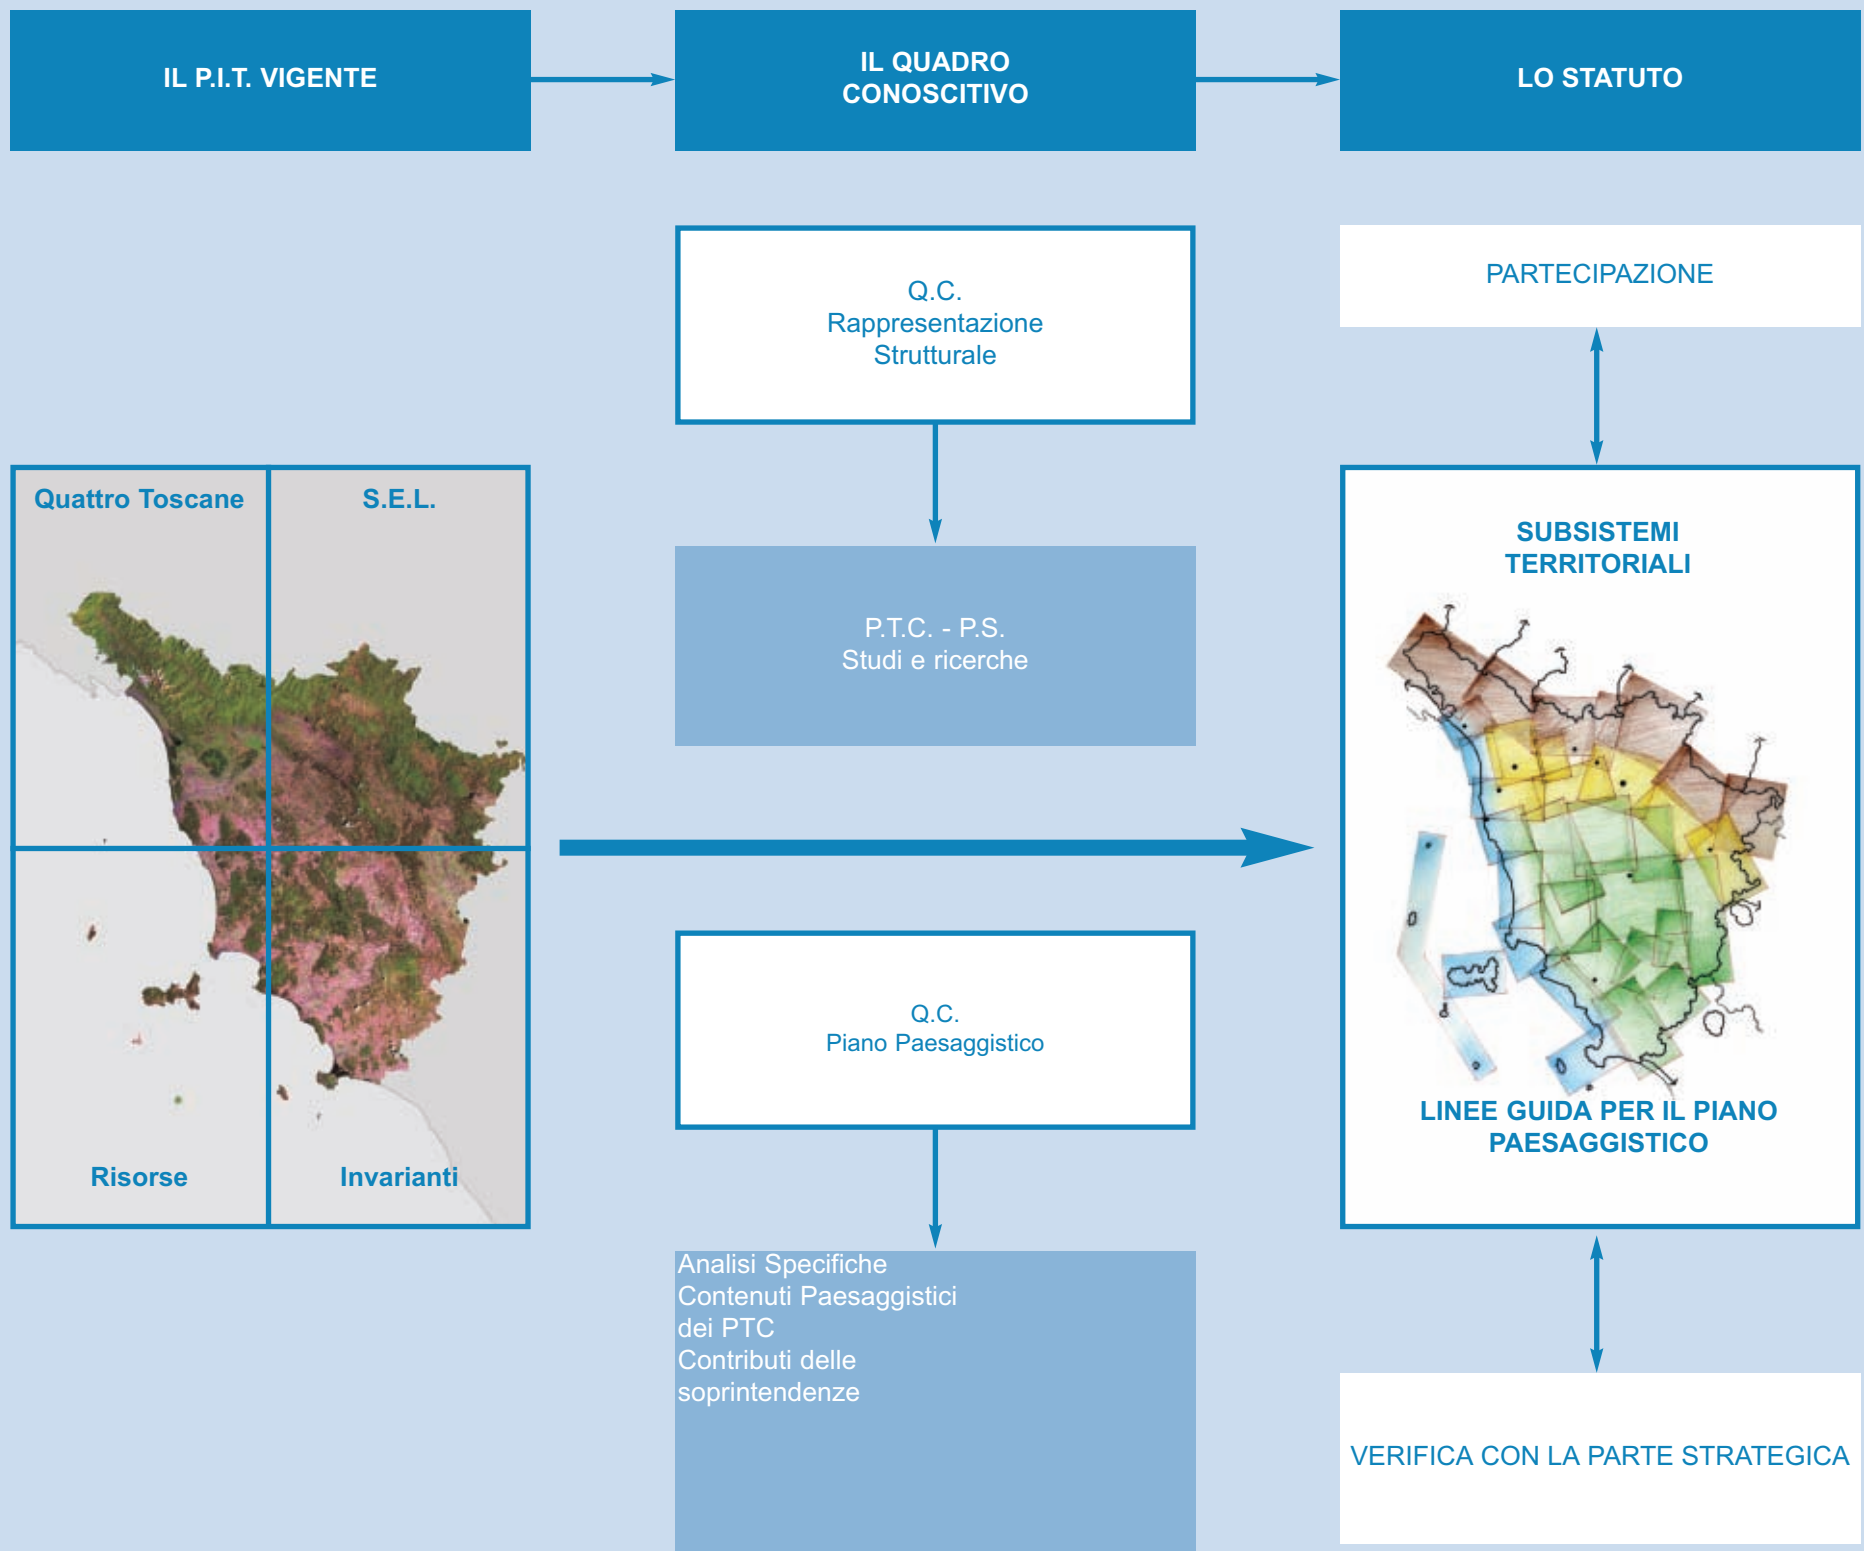 IL P.I.T. VIGENTE
IL QUADRO
CONOSCITIVO
LO STATUTO
Quattro Toscane
S.E.L.
Risorse
Invarianti
Q.C.
Rappresentazione
Strutturale
P.T.C. - P.S.
Studi e ricerche
Q.C.
Piano Paesaggistico
Analisi Specifiche
Contenuti Paesaggistici
dei PTC
Contributi delle
soprintendenze
PARTECIPAZIONE
SUBSISTEMI
TERRITORIALI
LINEE GUIDA PER IL PIANO
PAESAGGISTICO
VERIFICA CON LA PARTE STRATEGICA